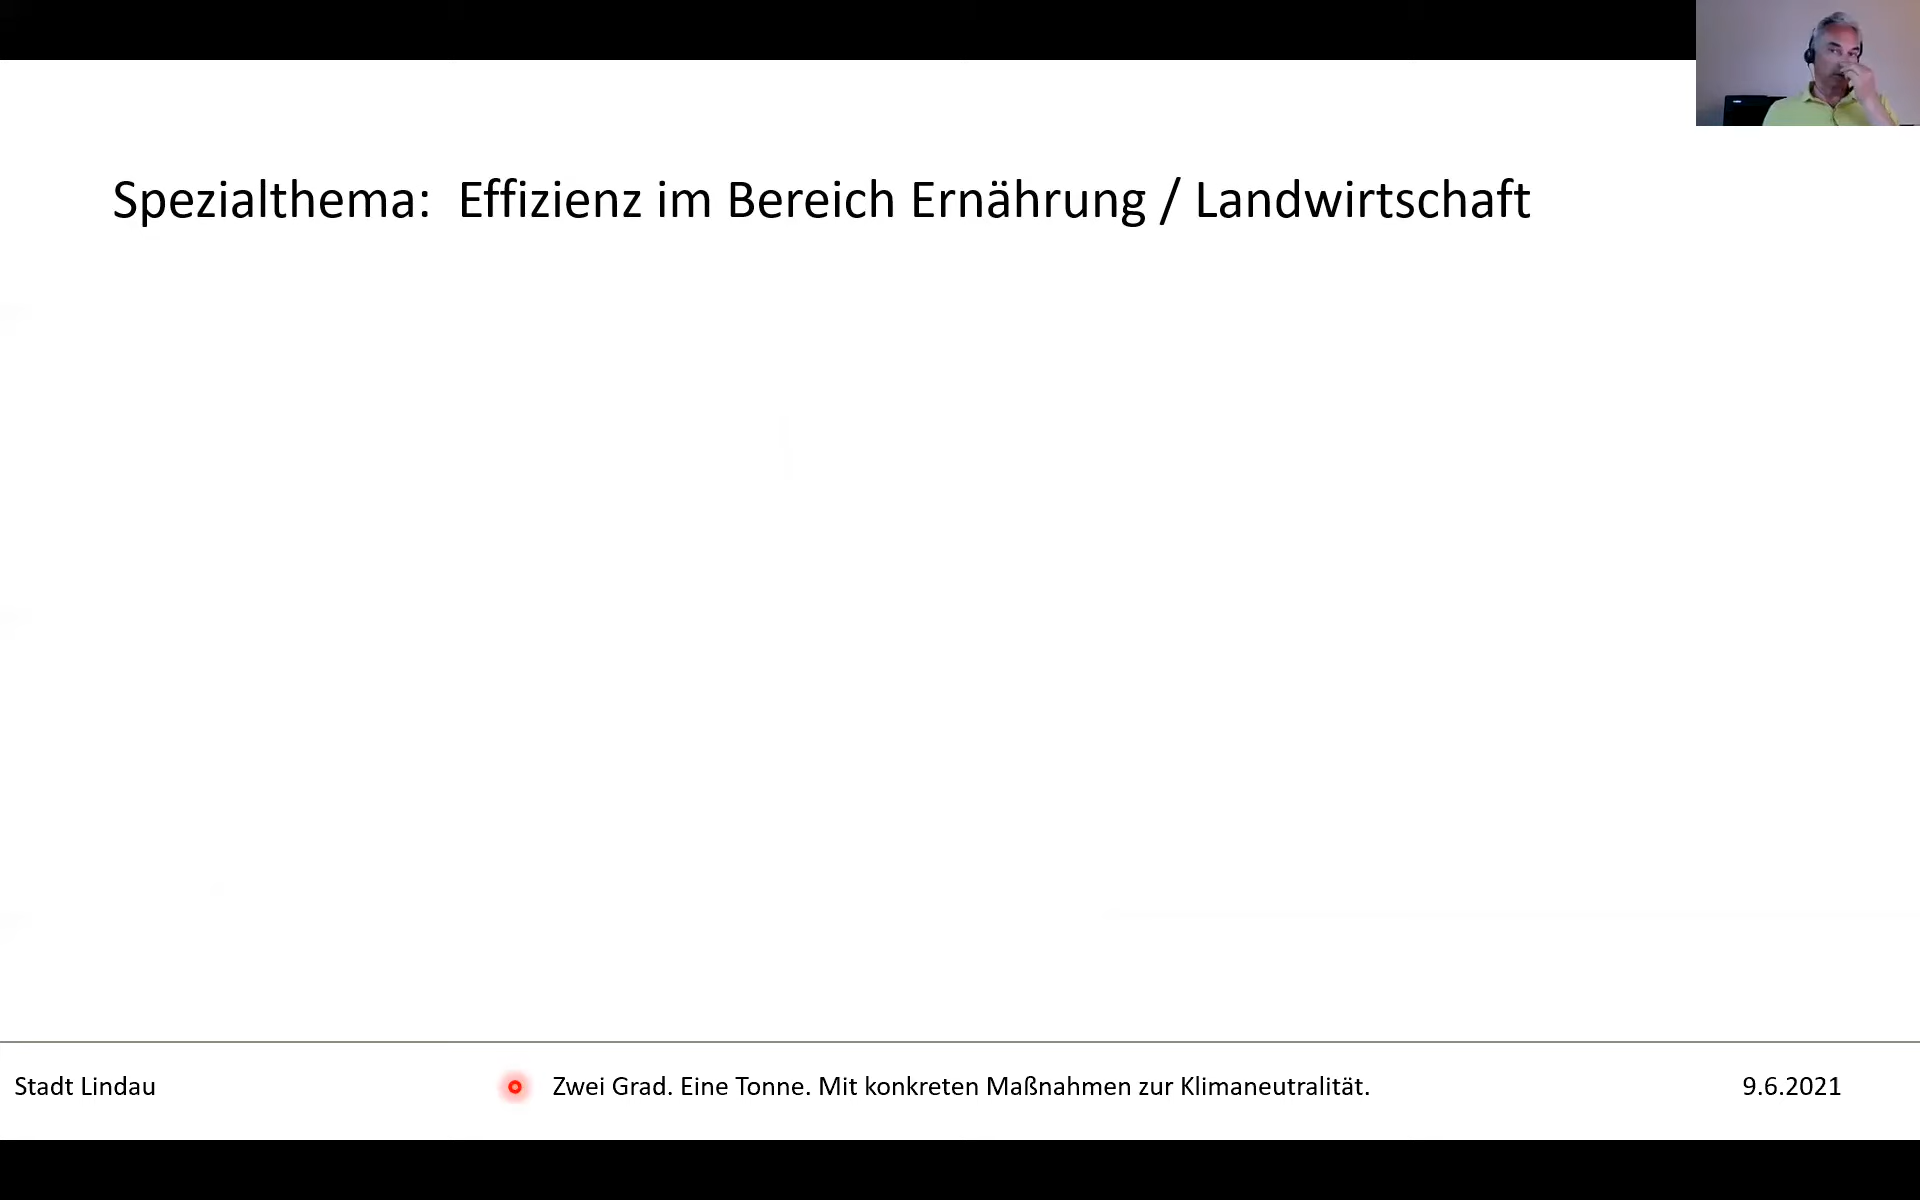 Spezialthema: Effizienz im Bereich Ernährung / Landwirtschaft
Stadt Lindau
Zwei Grad. Eine Tonne. Mit konkreten Maßnahmen zur Klimaneutralität.
9.6.2021